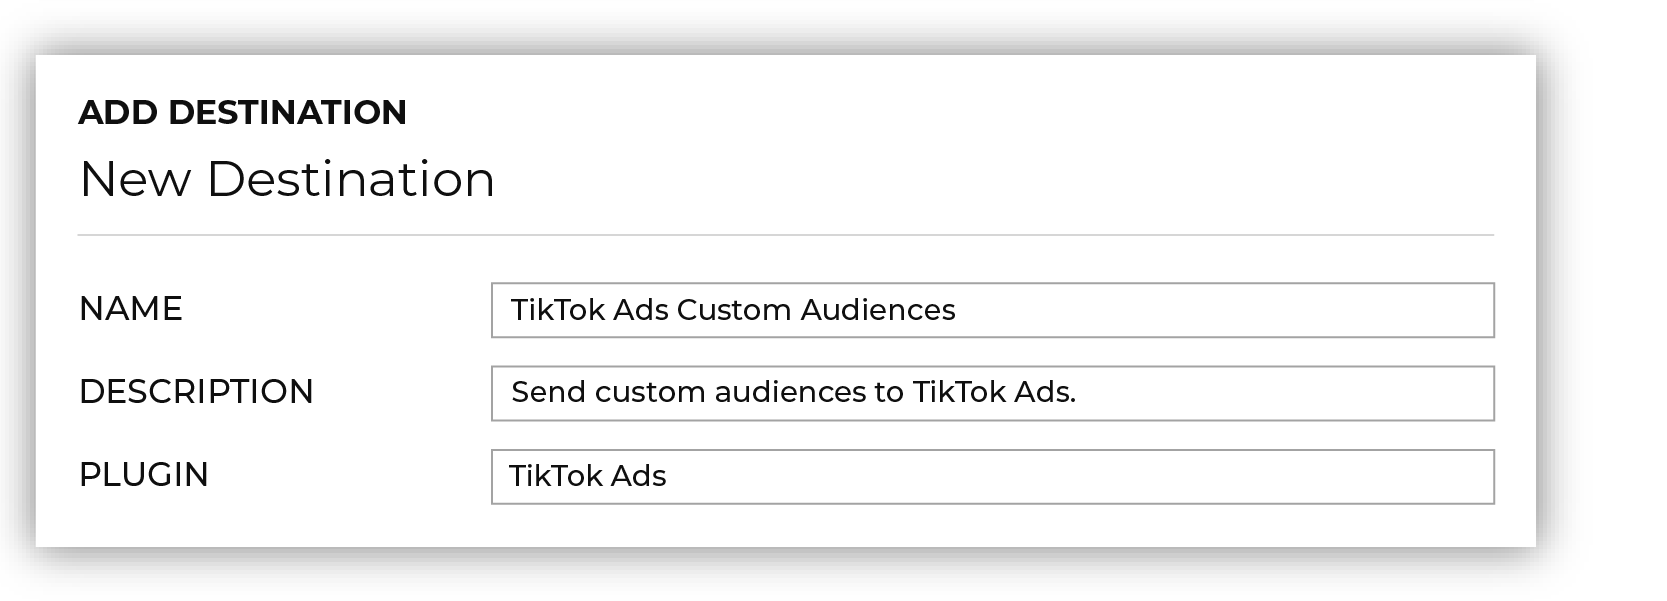 ADD DESTINATION
New Destination
NAME TikTok Ads Custom Audiences
DESCRIPTION Send custom audiences to TikTok Ads.
PLUGIN TikTok Ads